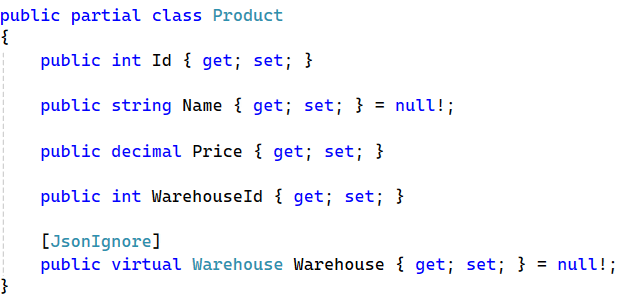 public partial class Product
{
    public int Id { get; set; }
    public string Name { get; set; } = null!;
    public decimal Price { get; set; }
    public int WarehouseId { get; set; }
    [JsonIgnore]
    public virtual Warehouse Warehouse { get; set; } = null!;
}